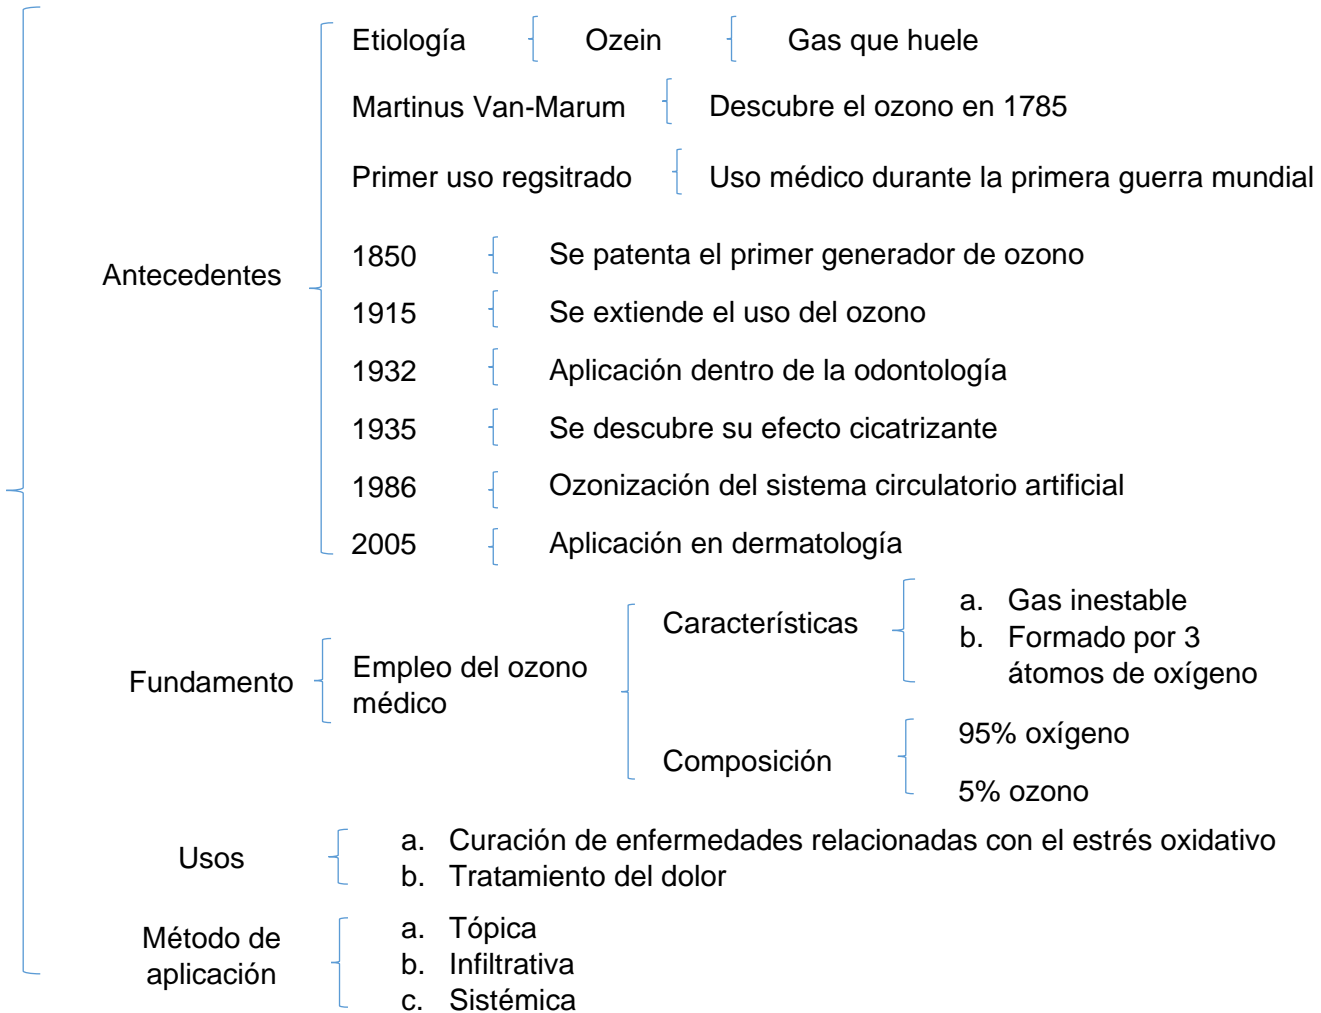 Etiología Ozein Gas que huele
Martinus Van-Marum Descubre el ozono en 1785
Primer uso regsitrado Uso médico durante la primera guerra mundial
Antecedentes
1850 Se patenta el primer generador de ozono
1915 Se extiende el uso del ozono
1932 Aplicación dentro de la odontología
1935 Se descubre su efecto cicatrizante
1986 Ozonización del sistema circulatorio artificial
2005 Aplicación en dermatología
Fundamento
Empleo del ozono
médico
Características
a. Gas inestable
b. Formado por 3
átomos de oxígeno
Composición
95% oxígeno
5% ozono
Usos
a. Curación de enfermedades relacionadas con el estrés oxidativo
b. Tratamiento del dolor
Método de
aplicación
a. Tópica
b. Infiltrativa
c. Sistémica